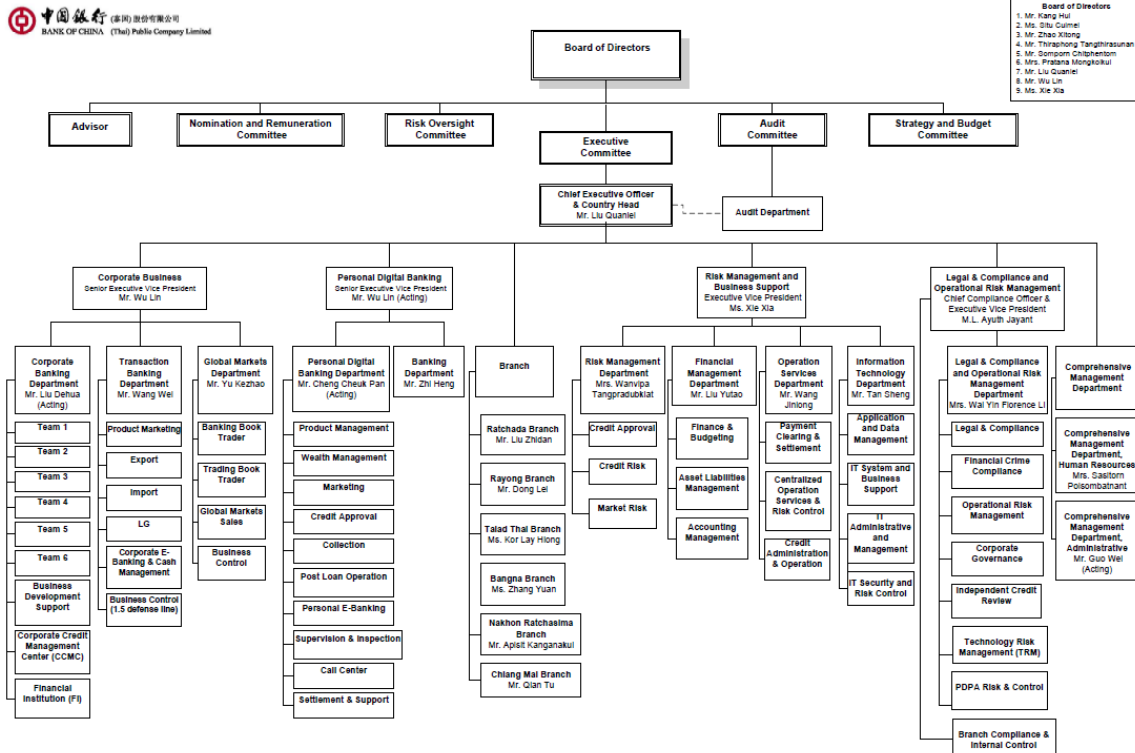 中国银行 (泰国) 股份有限公司
BANK OF CHINA (Thai) Public Company Limited
Board of Directors
1. Mr. Kang Hui
2. Ms. Situ Cuimei
3. Mr. Zhao Xitong
4. Mr. Thiraphong Tangthirasunan
5. Mr. Somporn Chitphentom
6. Mrs. Pratana Mongkolkul
7. Mr. Liu Quanlei
8. Mr. Wu Lin
9. Ms. Xie Xia
Board of Directors
Advisor
Nomination and Remuneration
Committee
Risk Oversight
Committee
Executive
Committee
Audit
Committee
Strategy and Budget
Committee
Chief Executive Officer
& Country Head
Mr. Liu Quanlei
Audit Department
Corporate Business
Senior Executive Vice President
Mr. Wu Lin
Personal Digital Banking
Senior Executive Vice President
Mr. Wu Lin (Acting)
Risk Management and
Business Support
Executive Vice President
Ms. Xie Xia
Legal & Compliance and
Operational Risk Management
Chief Compliance Officer &
Executive Vice President
M.L. Ayuth Jayant
Corporate
Banking
Department
Mr. Liu Dehua
(Acting)
Team 1
Team 2
Team 3
Team 4
Team 5
Team 6
Business
Development
Support
Corporate Credit
Management
Center (CCMC)
Financial
Institution (FI)
Transaction
Banking
Department
Mr. Wang Wei
Product Marketing
Export
Import
LG
Corporate E-
Banking & Cash
Management
Business Control
(1.5 defense line)
Global Markets
Department
Mr. Yu Kezhao
Banking Book
Trader
Trading Book
Trader
Global Markets
Sales
Business
Control
Personal Digital
Banking Department
Mr. Cheng Cheuk Pan
(Acting)
Product Management
Wealth Management
Marketing
Credit Approval
Collection
Post Loan Operation
Personal E-Banking
Supervision & Inspection
Call Center
Settlement & Support
Banking
Department
Mr. Zhi Heng
Branch
Ratchada Branch
Mr. Liu Zhidan
Rayong Branch
Mr. Dong Lei
Talad Thai Branch
Ms. Kor Lay Hiong
Bangna Branch
Ms. Zhang Yuan
Nakhon Ratchasima
Branch
Mr. Apisit Kanganakul
Chiang Mai Branch
Mr. Qian Tu
Risk Management
Department
Mrs. Wanvipa
Tangpradubkiat
Credit Approval
Credit Risk
Market Risk
Financial
Management
Department
Mr. Liu Yutao
Finance &
Budgeting
Asset Liabilities
Management
Accounting
Management
Operation
Services
Department
Mr. Wang
Jinlong
Payment
Clearing &
Settlement
Centralized
Operation
Services &
Risk Control
Credit
Administration
& Operation
Information
Technology
Department
Mr. Tan Sheng
Application
and Data
Management
IT System and
Business
Support
IT
Administrative
and
Management
IT Security and
Risk Control
Legal & Compliance
and Operational Risk
Management
Department
Mrs. Wai Yin Florence Li
Legal & Compliance
Financial Crime
Compliance
Operational Risk
Management
Corporate
Governance
Independent Credit
Review
Technology Risk
Management (TRM)
PDPA Risk & Control
Branch Compliance &
Internal Control
Comprehensive
Management
Department
Comprehensive
Management
Department,
Human Resources
Mrs. Sasitorn
Poisombatnant
Comprehensive
Management
Department,
Administrative
Mr. Guo Wei
(Acting)